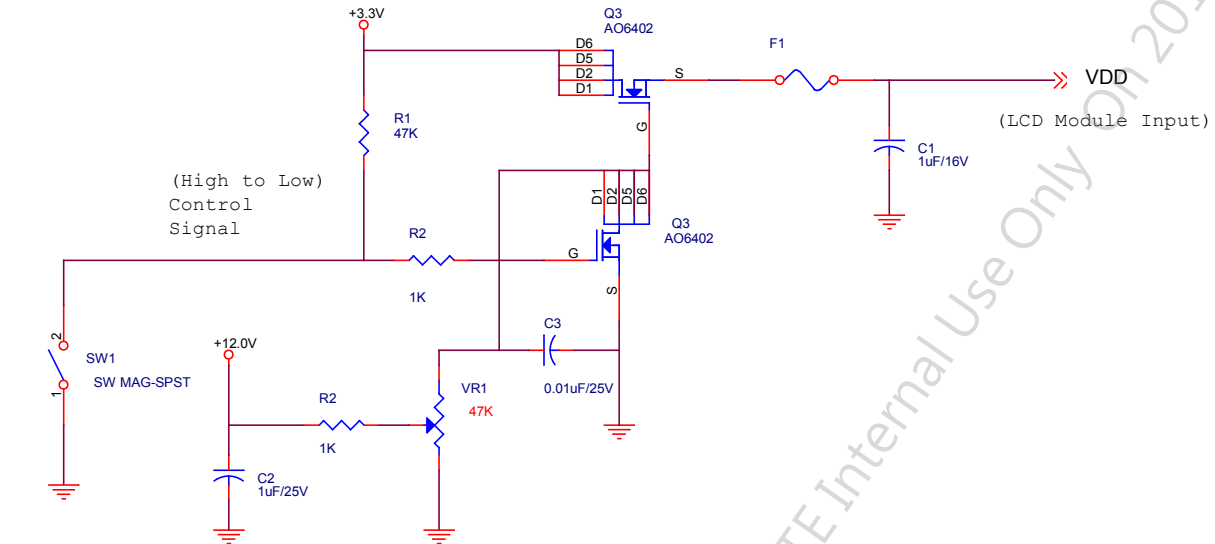 +3.3V
Q3
AO6402
D6
D5
D2
D1
S
G
F1
VDD
(LCD Module Input)
R1
47K
C1
1uF/16V
(High to Low)
Control
Signal
D1
D2
D5
D6
Q3
AO6402
R2
1K
G
S
2
SW1
SW MAG-SPST
1
+12.0V
C3
0.01uF/25V
VR1
47K
R2
1K
C2
1uF/25V
Internal Use Only On